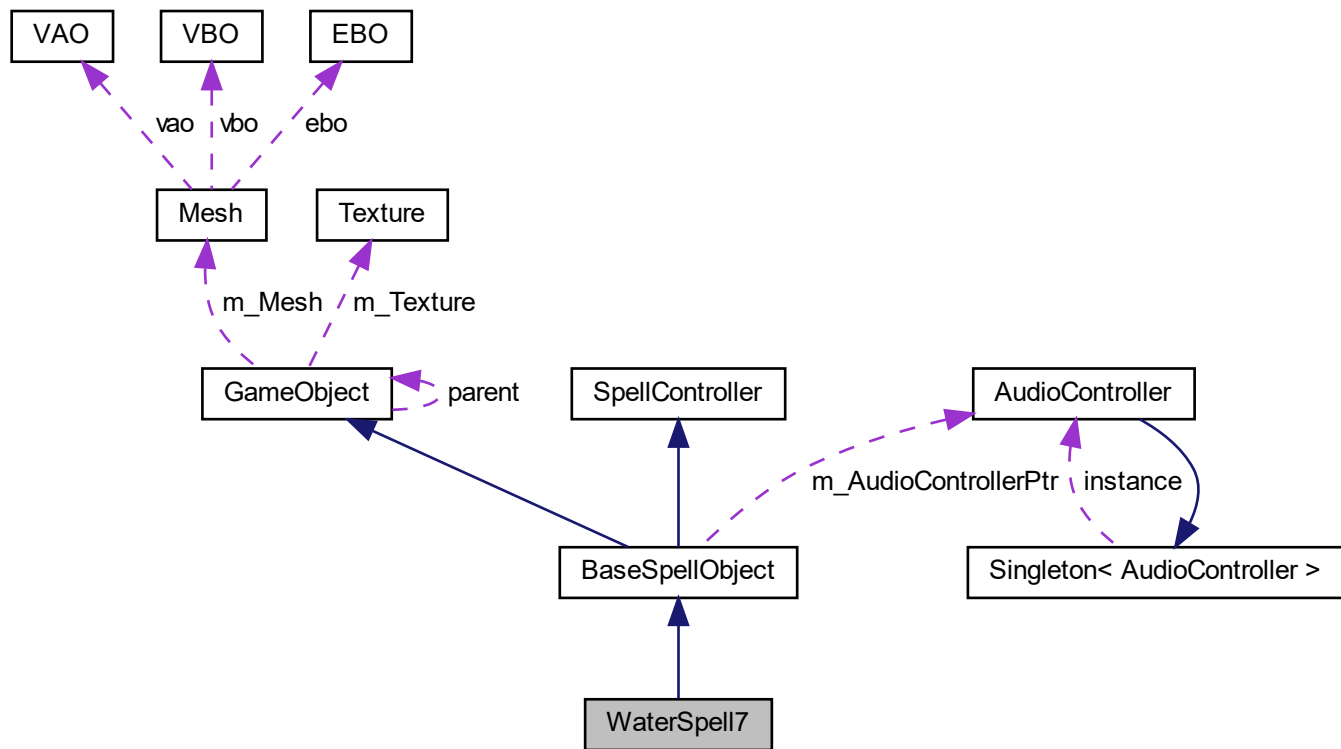 VAO
VBO
EBO
vao
vbo
ebo
Mesh
Texture
m_Mesh
m_Texture
GameObject
parent
SpellController
AudioController
m_AudioControllerPtr
instance
BaseSpellObject
Singleton< AudioController >
WaterSpell7